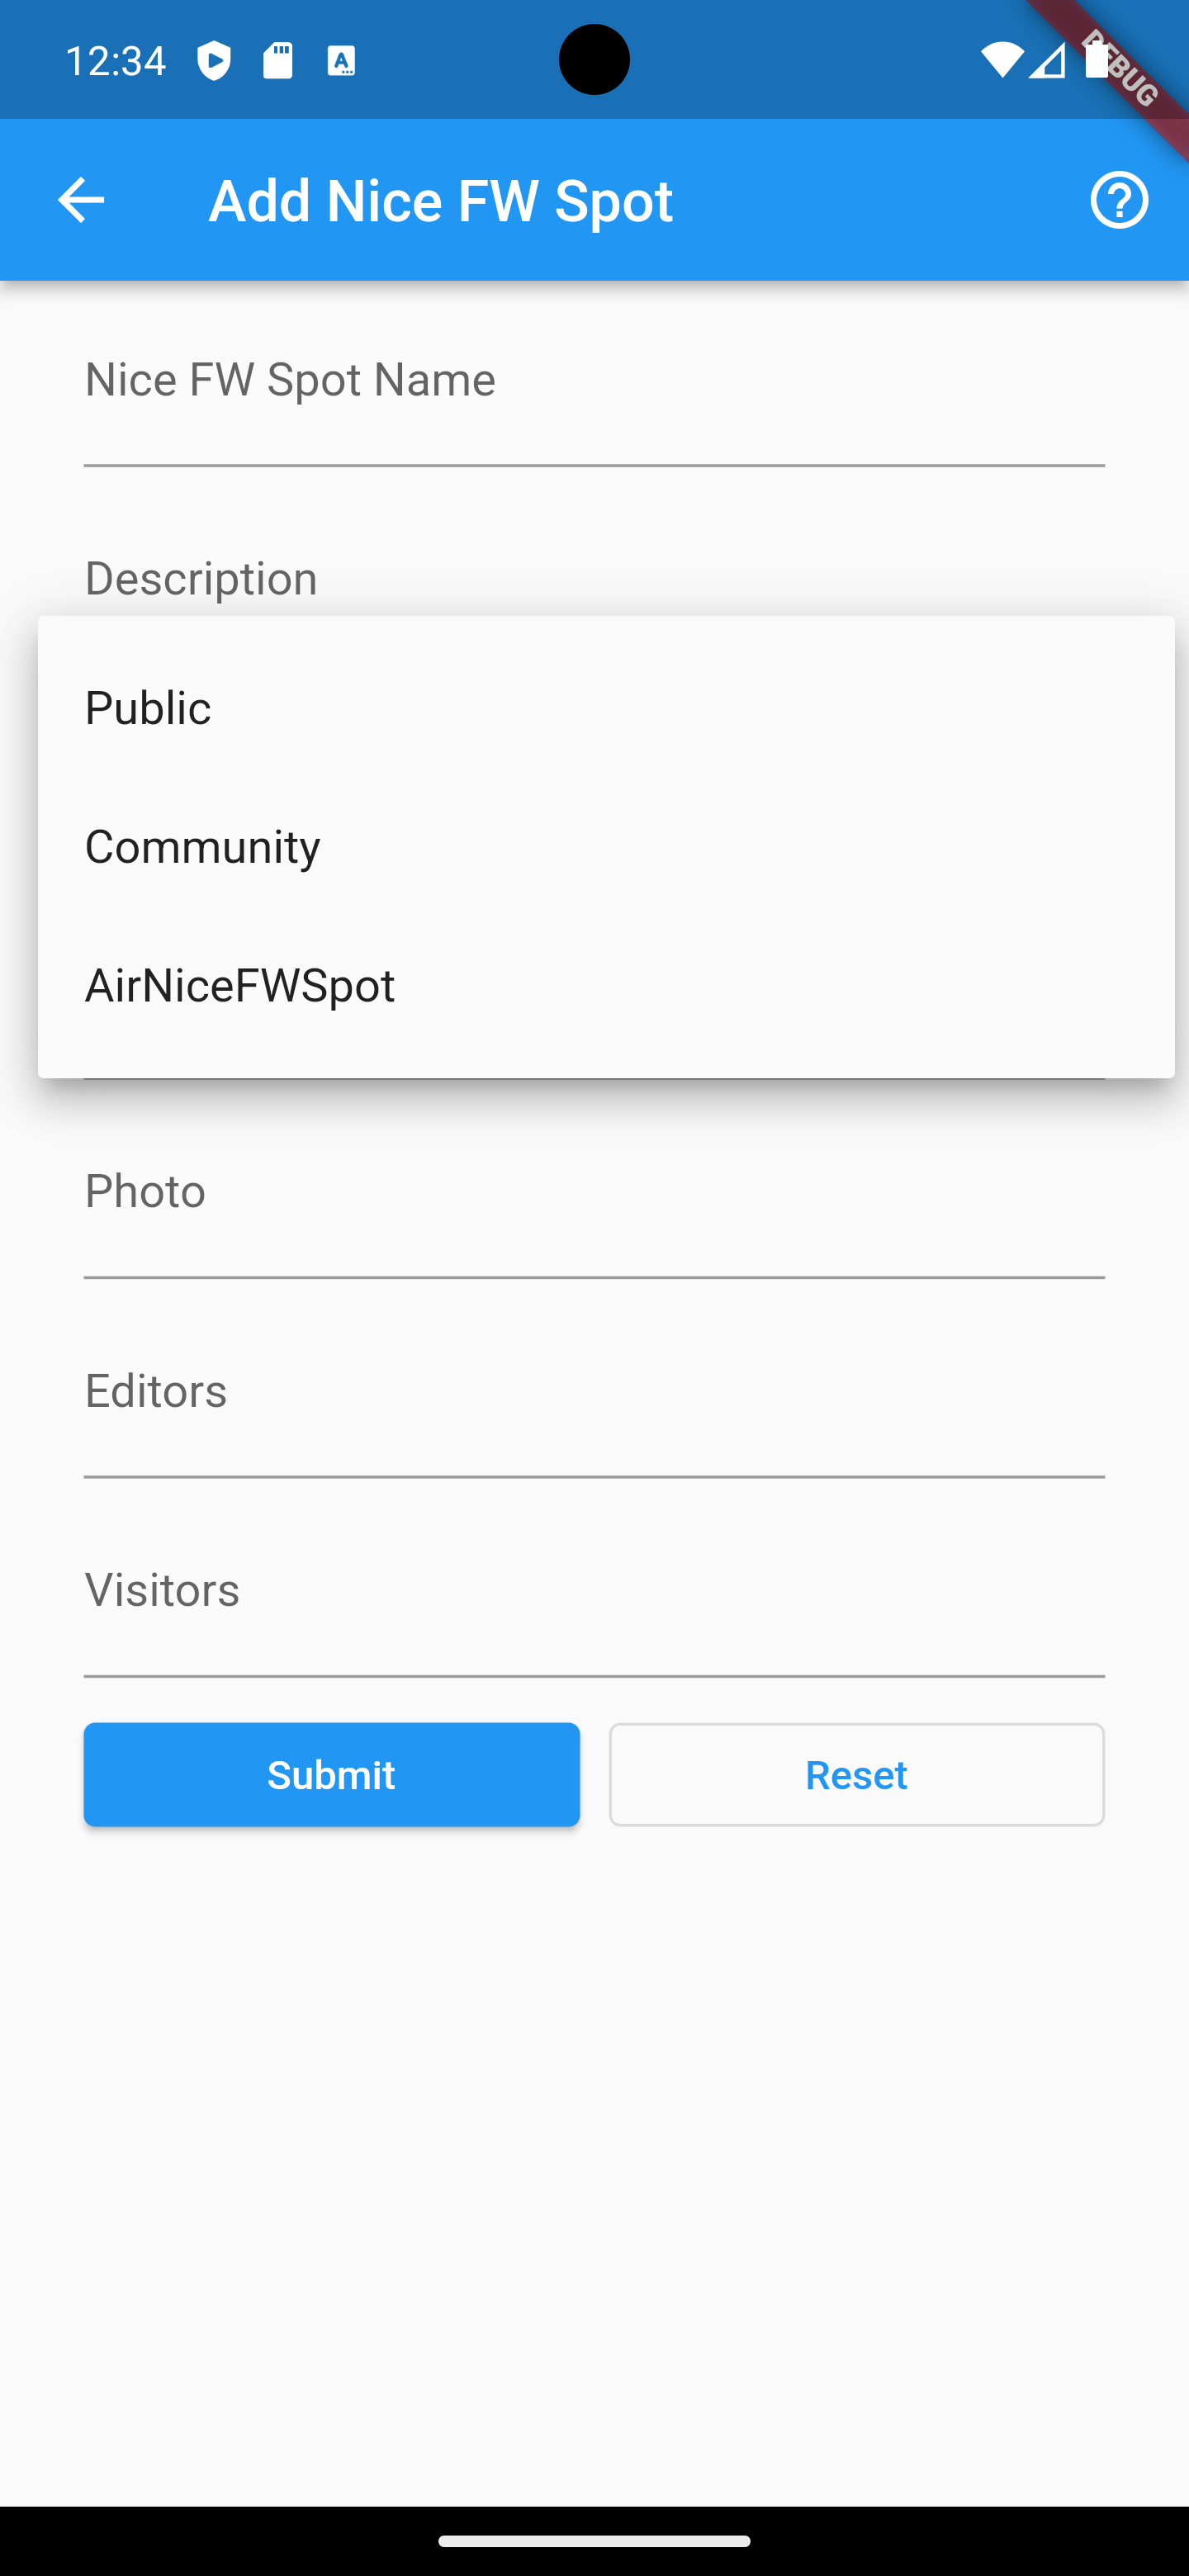 12:34
DEBUG
Add Nice FW Spot
Nice FW Spot Name
Description
Public
Community
AirNiceFWSpot
Photo
Editors
Visitors
Submit
Reset